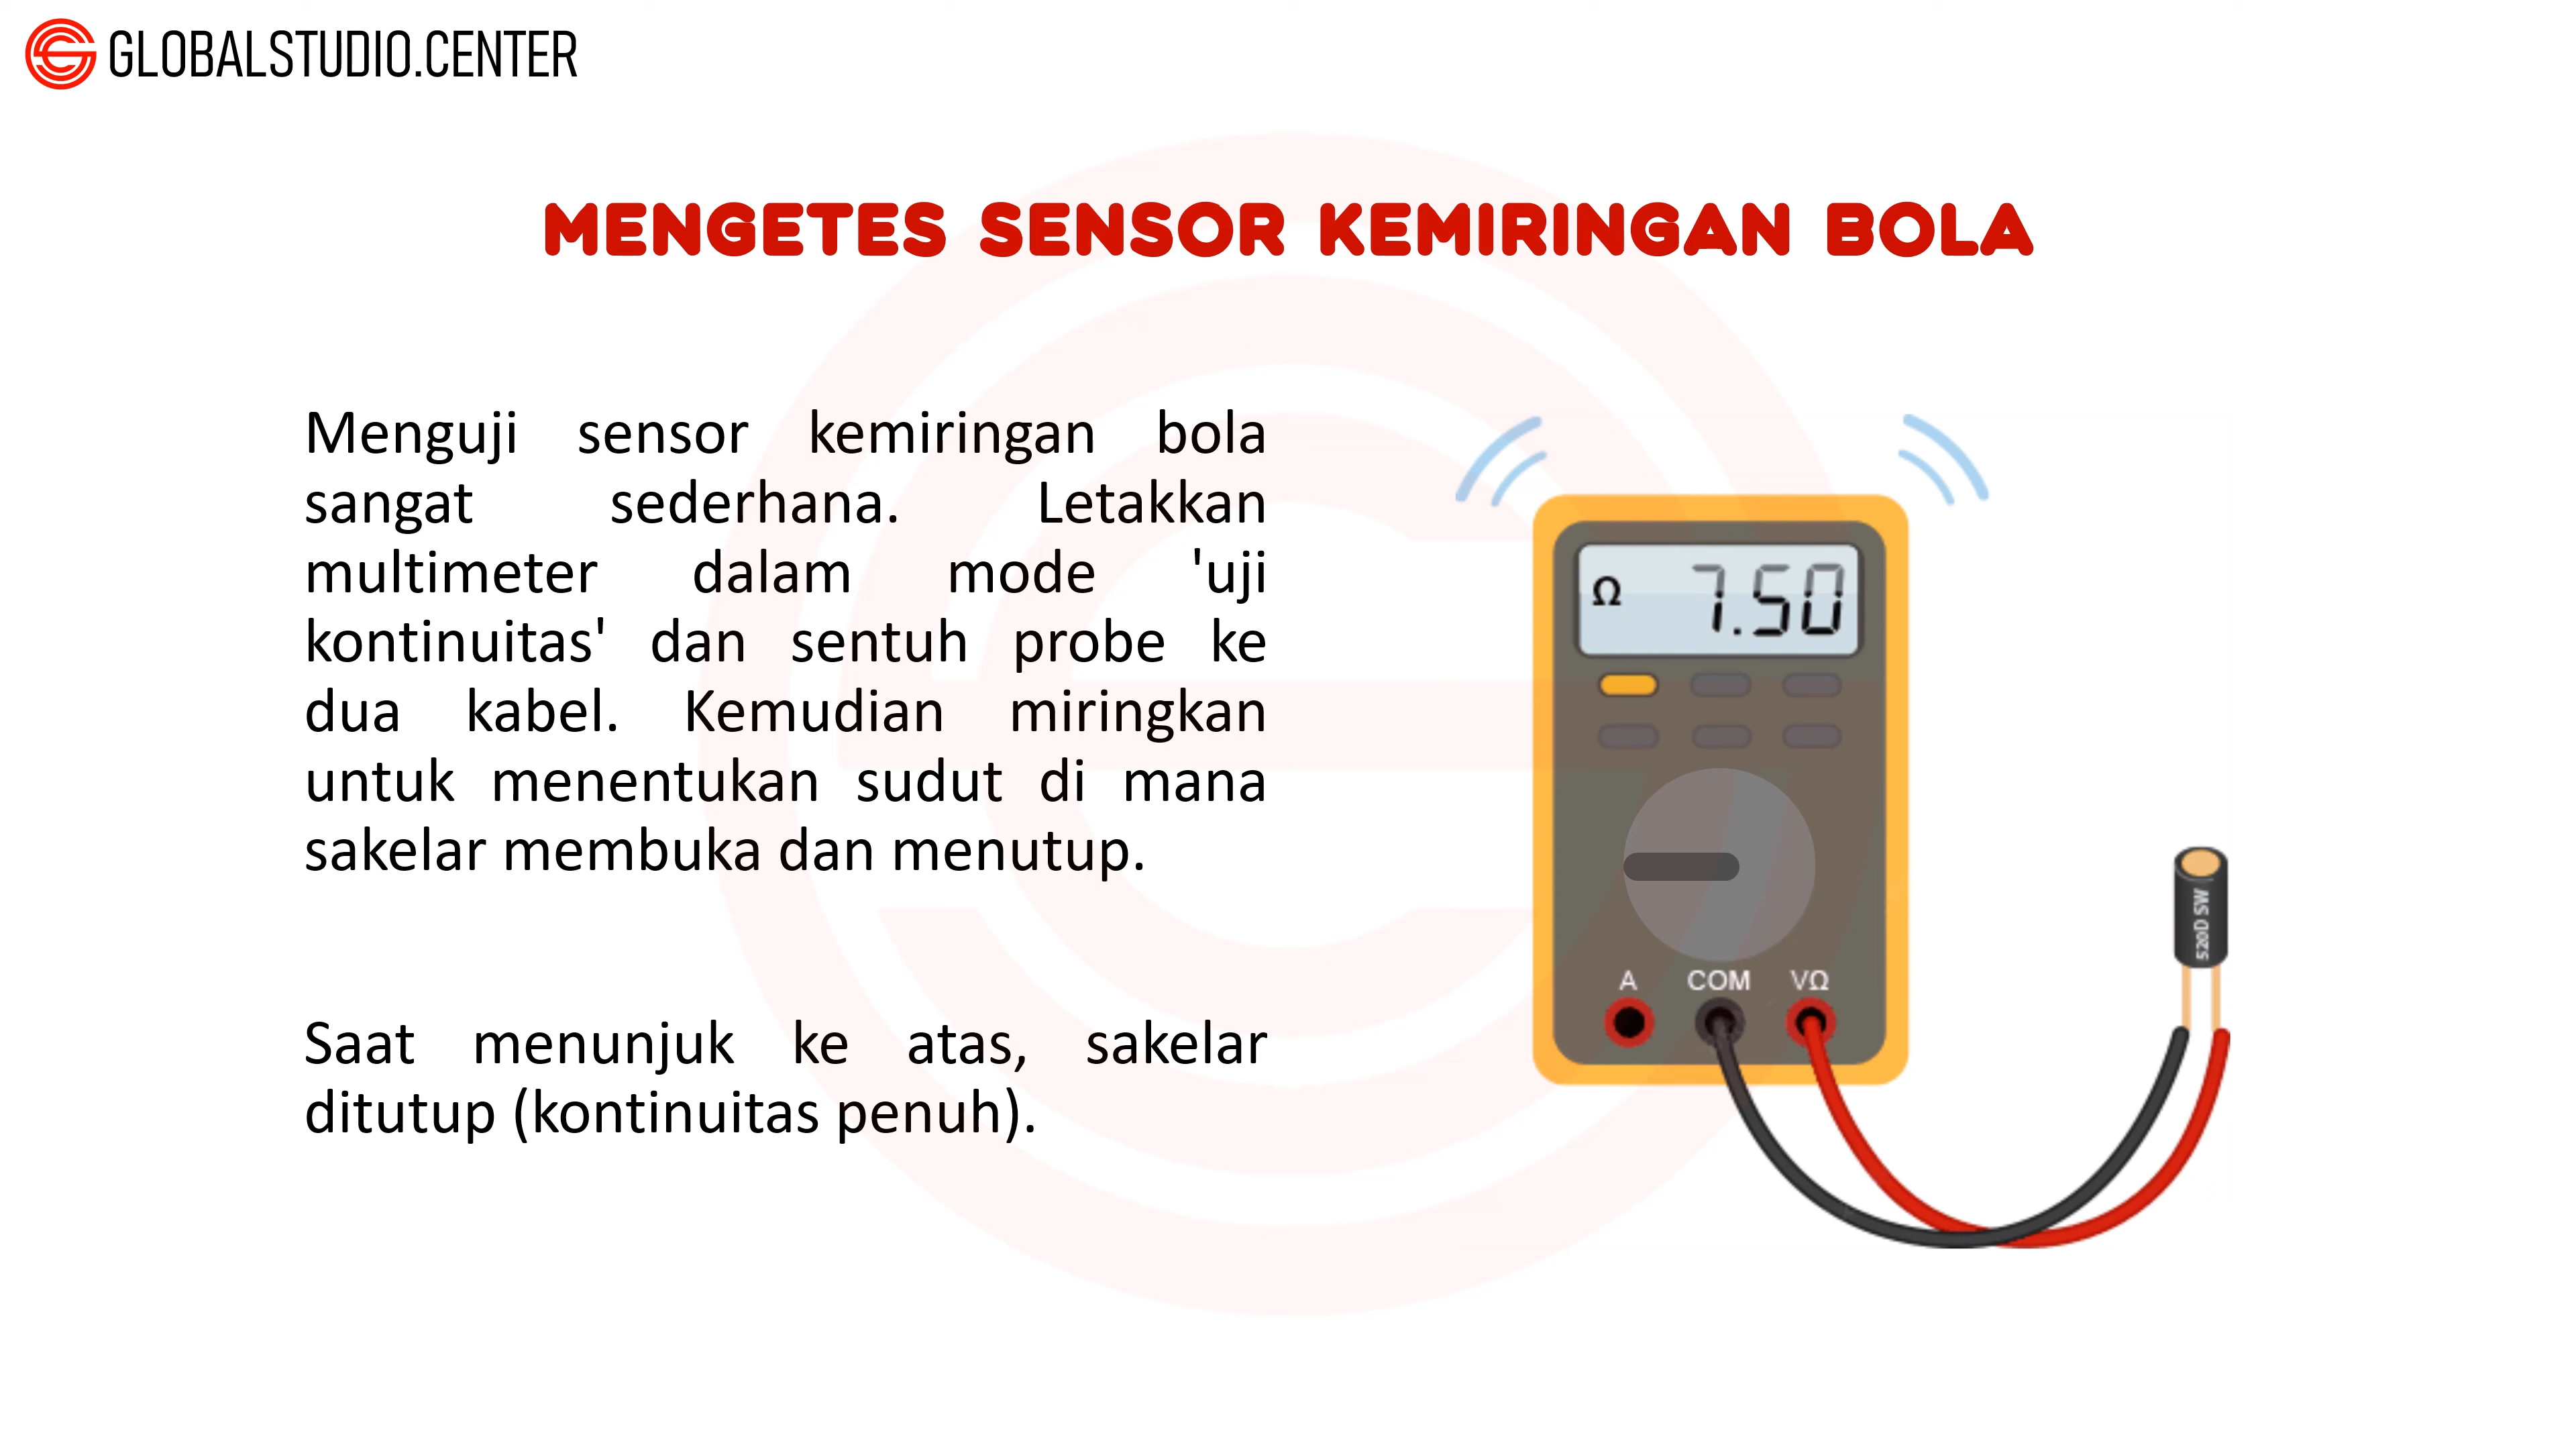 GLOBALSTUDIO.CENTER
MENGETES SENSOR KEMIRINGAN BOLA
Menguji sensor kemiringan bola
sangat sederhana. Letakkan
multimeter dalam mode 'uji
kontinuitas' dan sentuh probe ke
dua kabel. Kemudian miringkan
untuk menentukan sudut di mana
sakelar membuka dan menutup.
Saat menunjuk ke atas, sakelar
ditutup (kontinuitas penuh).
Ω 7.50
A COM VΩ
520D SW